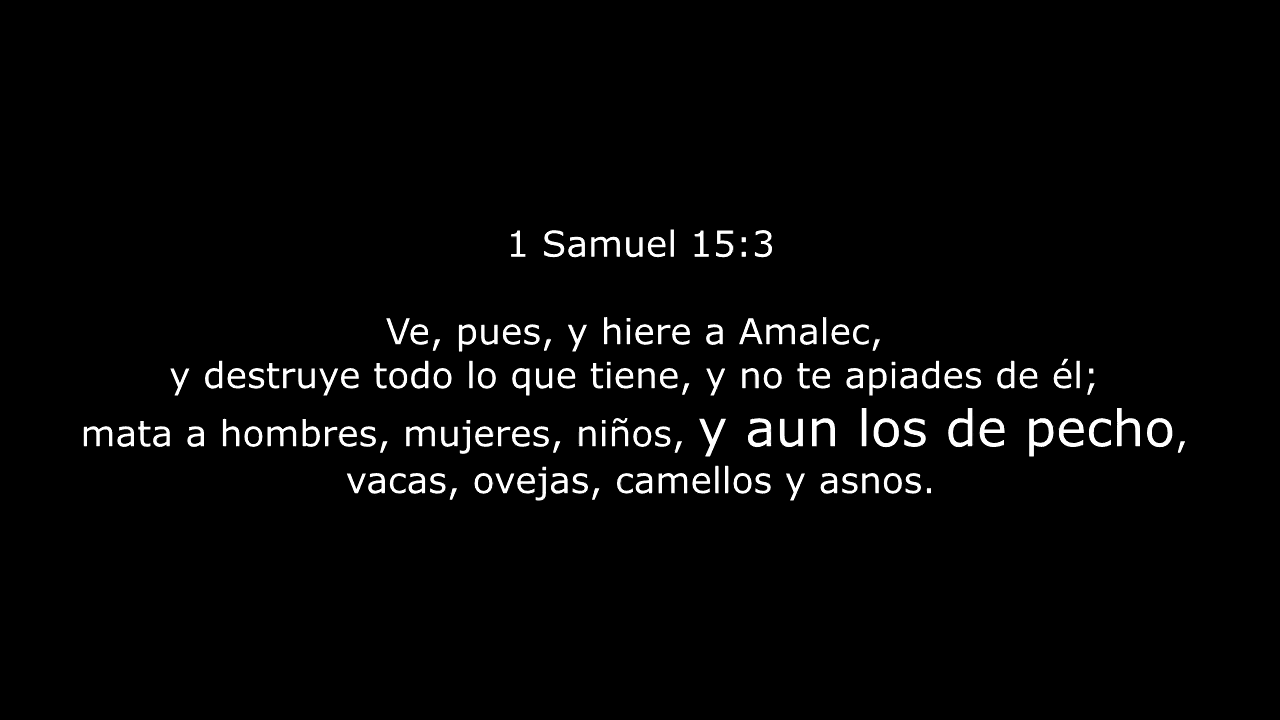 1 Samuel 15:3
Ve, pues, y hiere a Amalec,
y destruye todo lo que tiene, y no te apiades de él;
mata a hombres, mujeres, niños, y aun los de pecho,
vacas, ovejas, camellos y asnos.